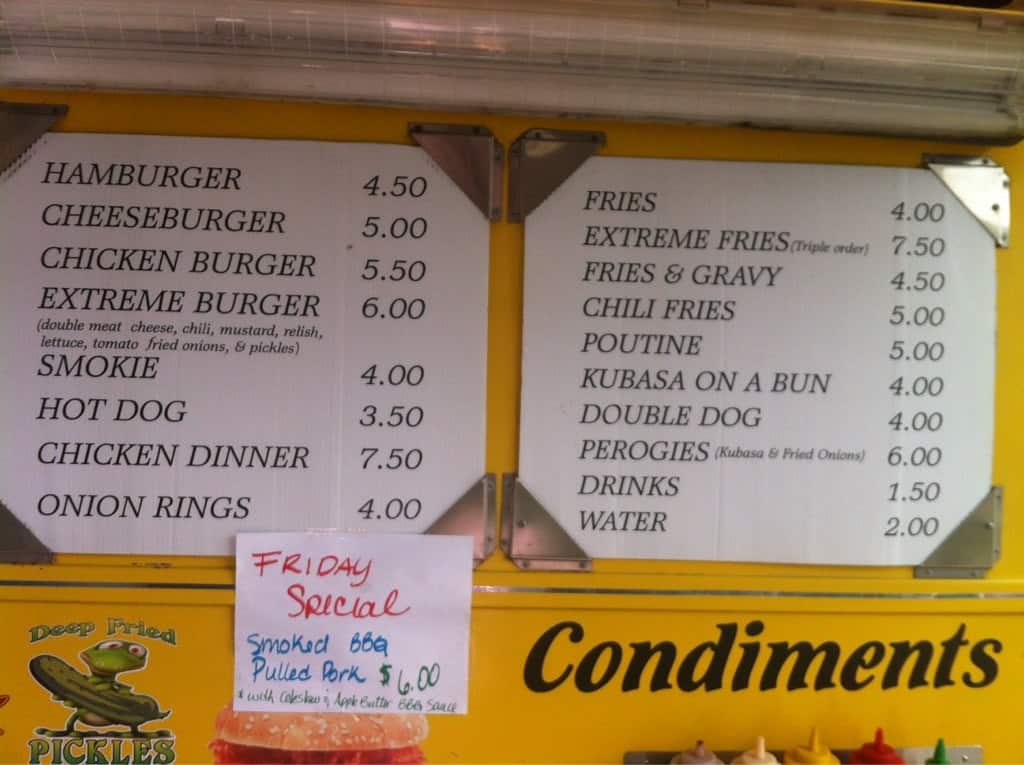 HAMBURGER 4.50
CHEESEBURGER 5.00
CHICKEN BURGER 5.50
EXTREME BURGER 6.00
(double meat cheese, chili, mustard, relish,
lettuce, tomato fried onions, & pickles)
SMOKIE 4.00
HOT DOG 3.50
CHICKEN DINNER 7.50
ONION RINGS 4.00
FRIES 4.00
EXTREME FRIES (Triple order) 7.50
FRIES & GRAVY 4.50
CHILI FRIES 5.00
POUTINE 5.00
KUBASA ON A BUN 4.00
DOUBLE DOG 4.00
PEROGIES (Kubasa & Fried Onions) 6.00
DRINKS 1.50
WATER 2.00
FRIDAY
Special
Smoked BBQ
Pulled Pork $6.00
with Coleslaw & Apple Butter BBQ Sauce
Deep Fried
PICKLES
Condiments